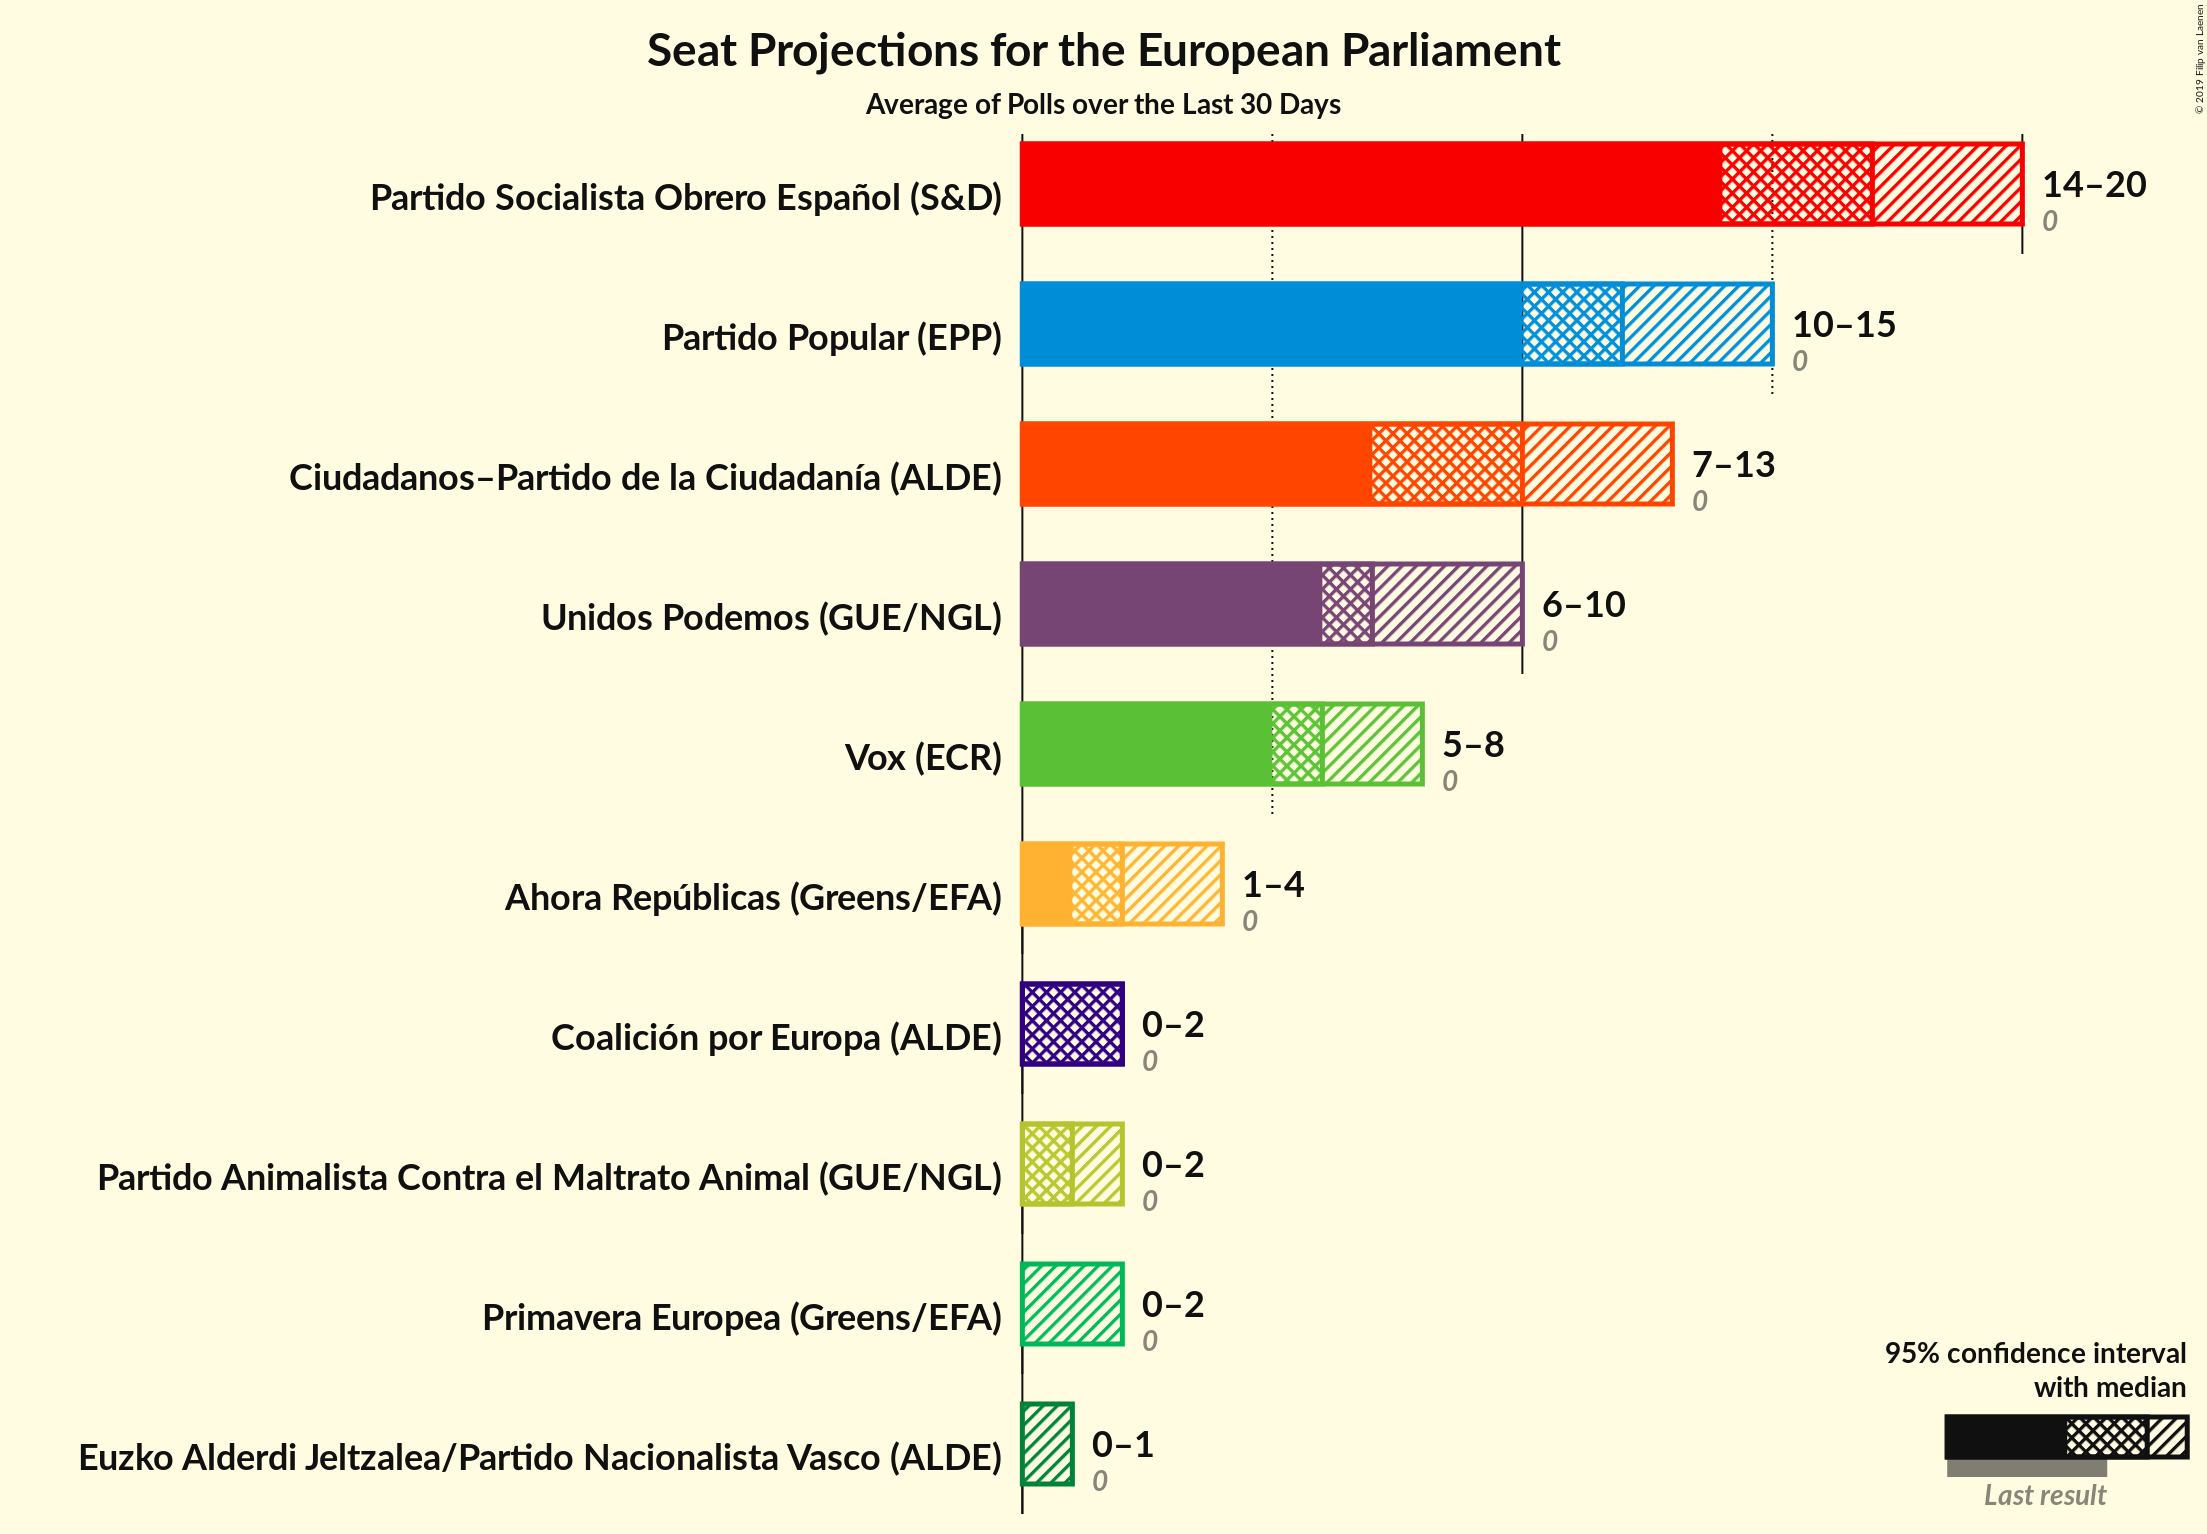 Seat Projections for the European Parliament
Average of Polls over the Last 30 Days
© 2019 Filip van Laenen
Partido Socialista Obrero Español (S&D)
14–20
0
Partido Popular (EPP)
10–15
0
Ciudadanos–Partido de la Ciudadanía (ALDE)
7–13
0
Unidos Podemos (GUE/NGL)
6–10
0
Vox (ECR)
5–8
0
Ahora Repúblicas (Greens/EFA)
1–4
0
Coalición por Europa (ALDE)
0–2
0
Partido Animalista Contra el Maltrato Animal (GUE/NGL)
0–2
0
Primavera Europea (Greens/EFA)
0–2
0
Euzko Alderdi Jeltzalea/Partido Nacionalista Vasco (ALDE)
0–1
0
95% confidence interval
with median
Last result